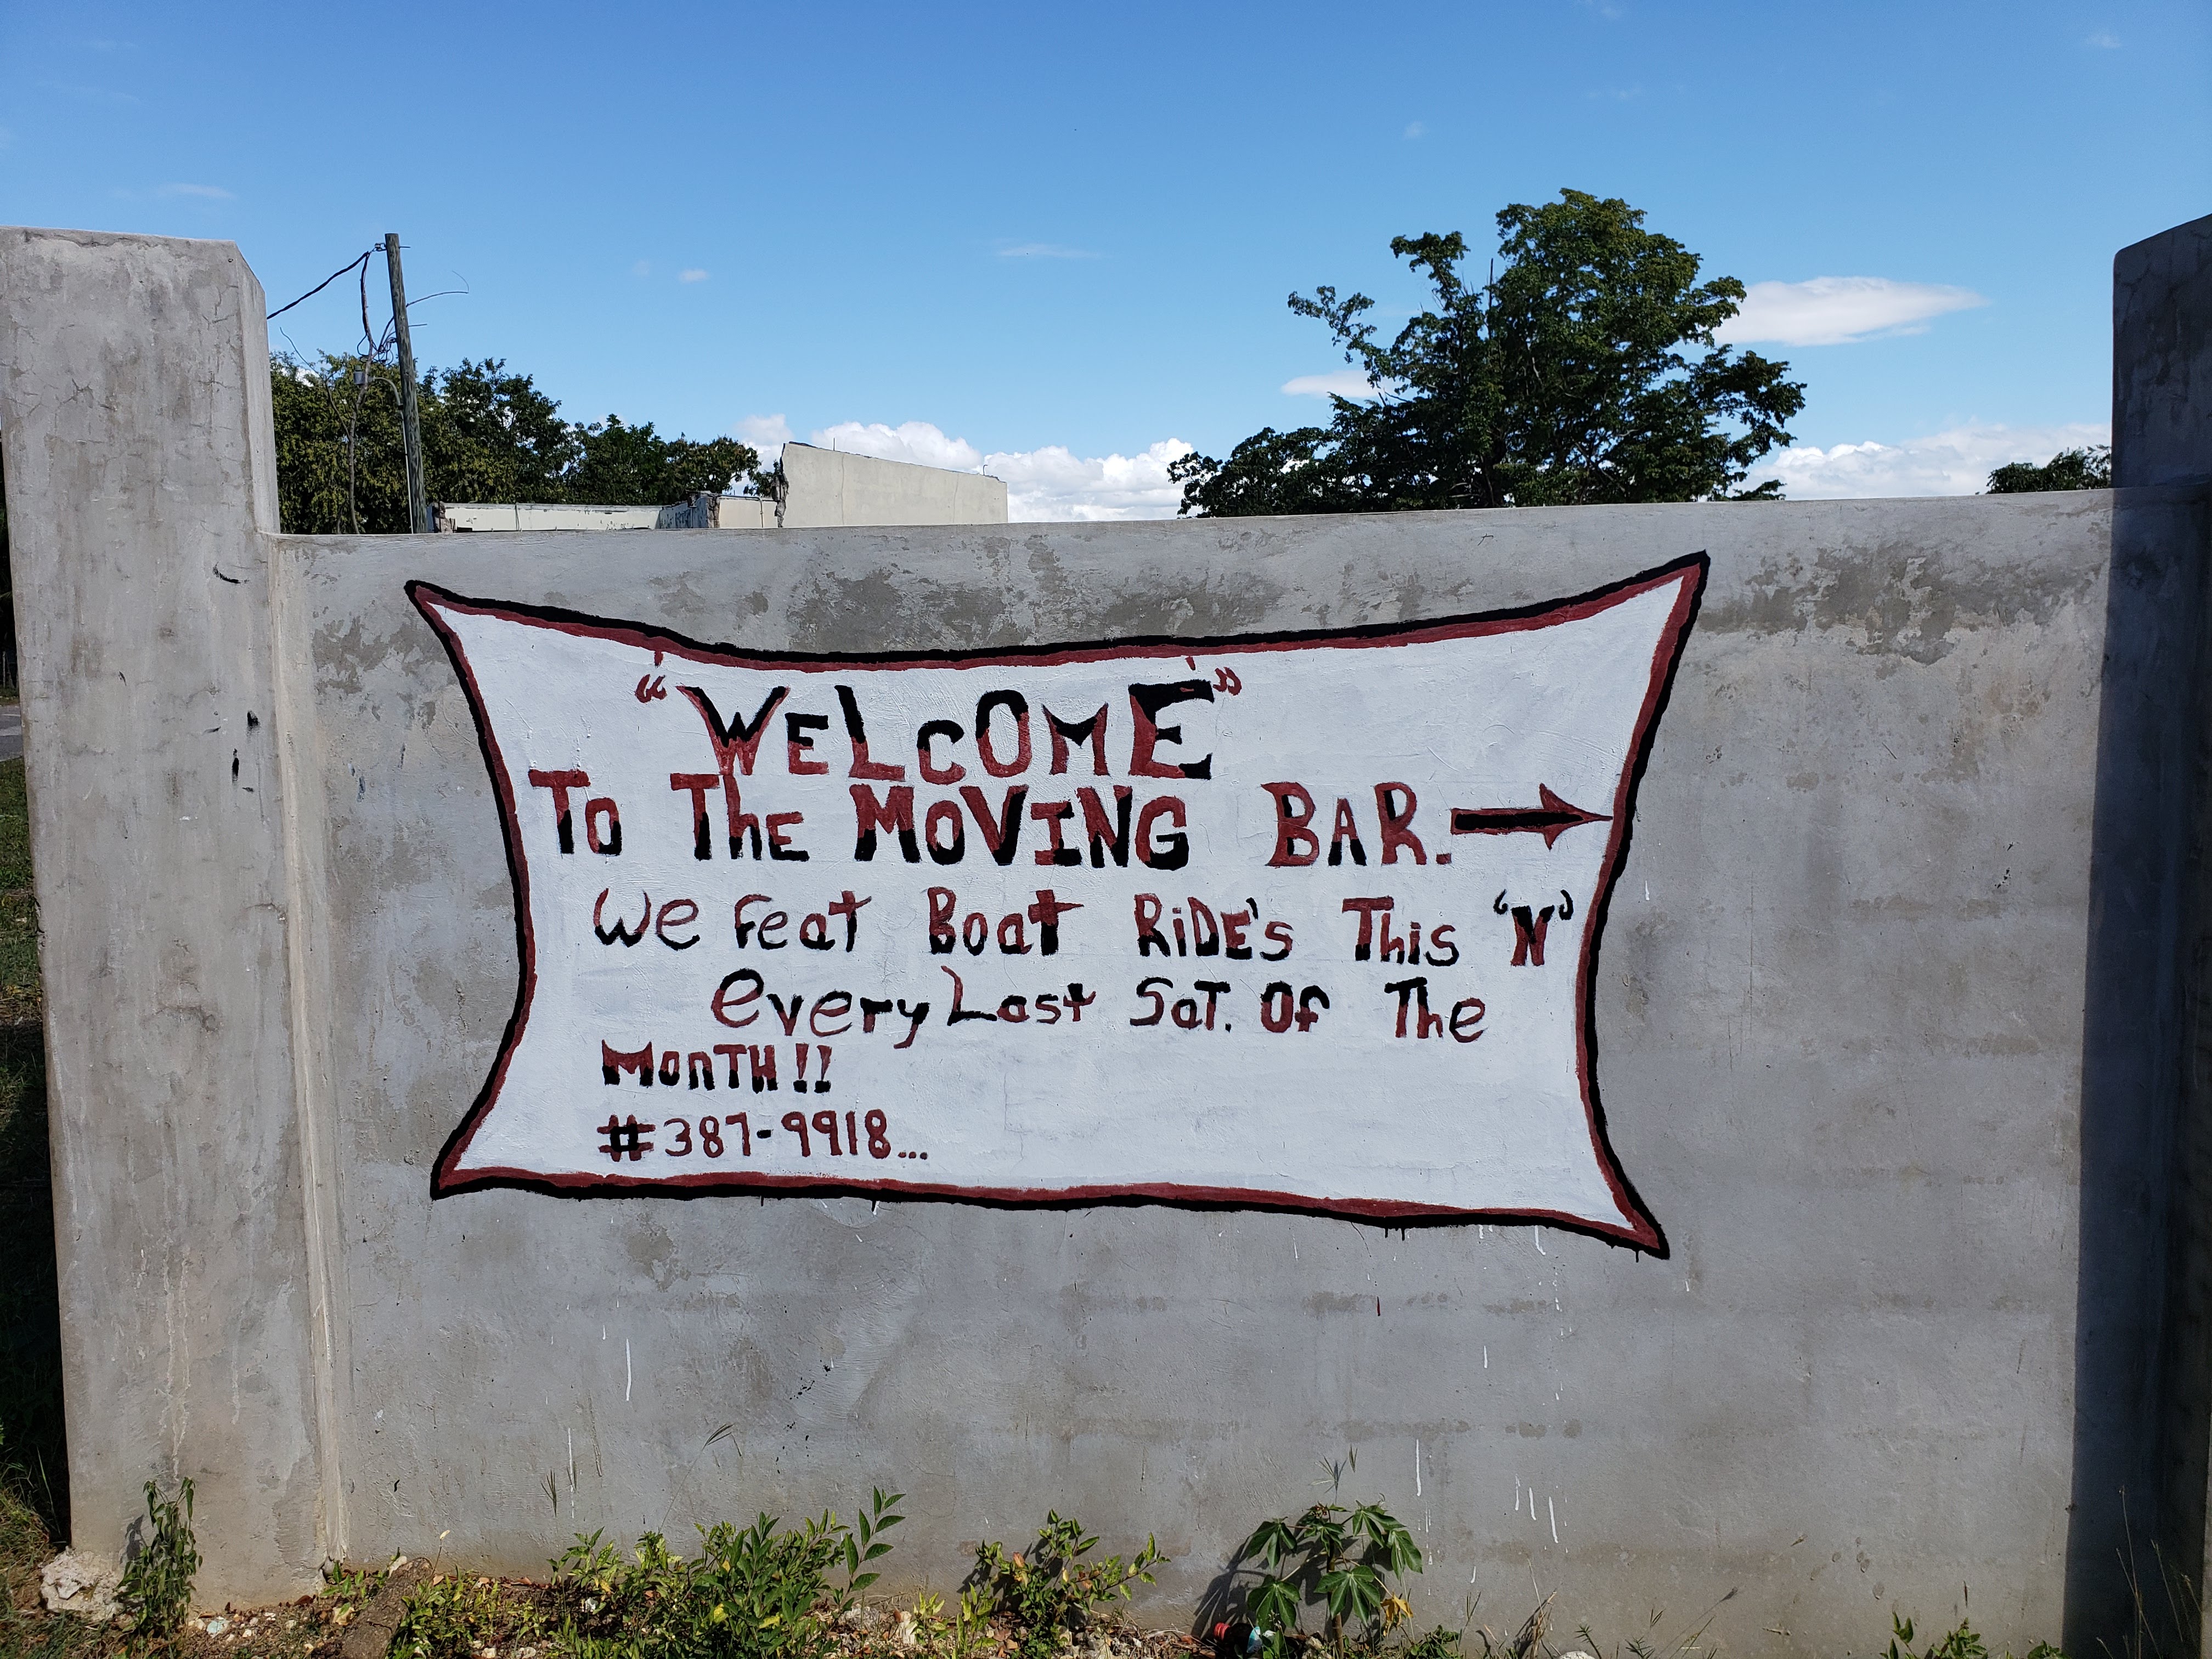 "WELCOME"
To ThE MOVING BAR.
We Feat Boat RiDE's This 'N'
every Last SaT. Of The
MonTH!!
#387-9918...